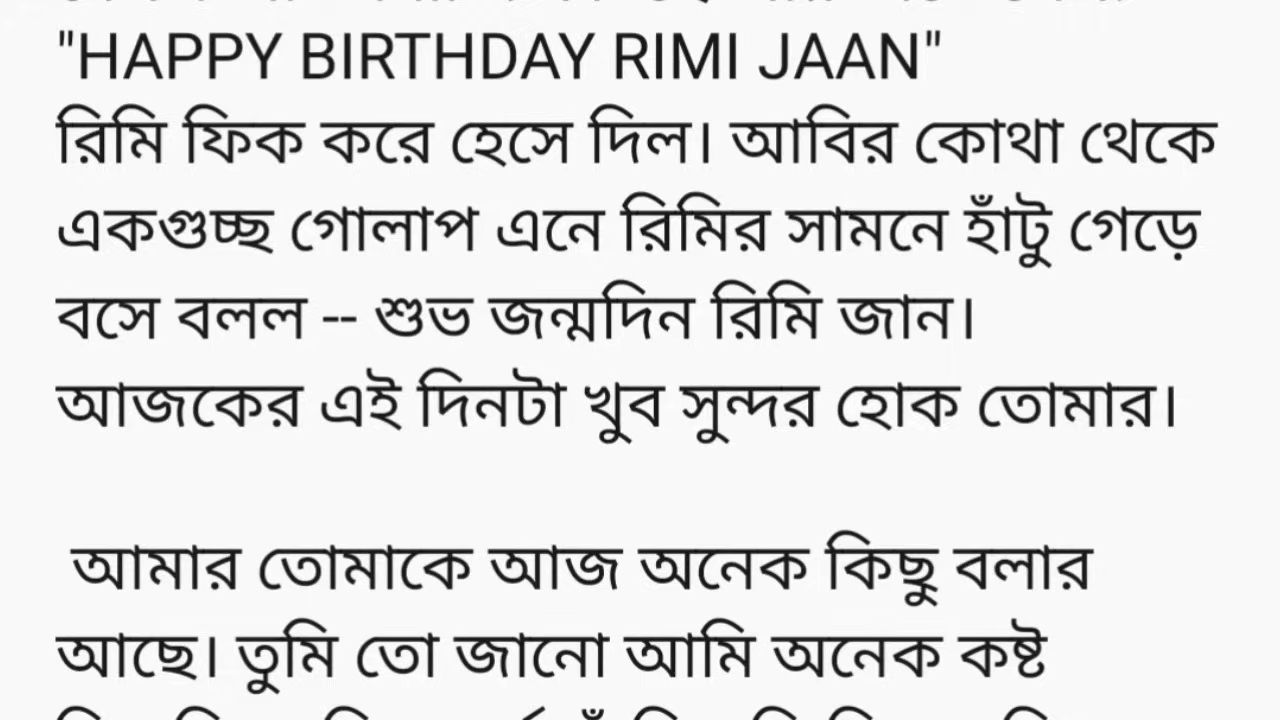 "HAPPY BIRTHDAY RIMI JAAN"
রিমি ফিক করে হেসে দিল। আবির কোথা থেকে
একগুচ্ছ গোলাপ এনে রিমির সামনে হাঁটু গেড়ে
বসে বলল -- শুভ জন্মদিন রিমি জান।
আজকের এই দিনটা খুব সুন্দর হোক তোমার।
আমার তোমাকে আজ অনেক কিছু বলার
আছে। তুমি তো জানো আমি অনেক কষ্ট